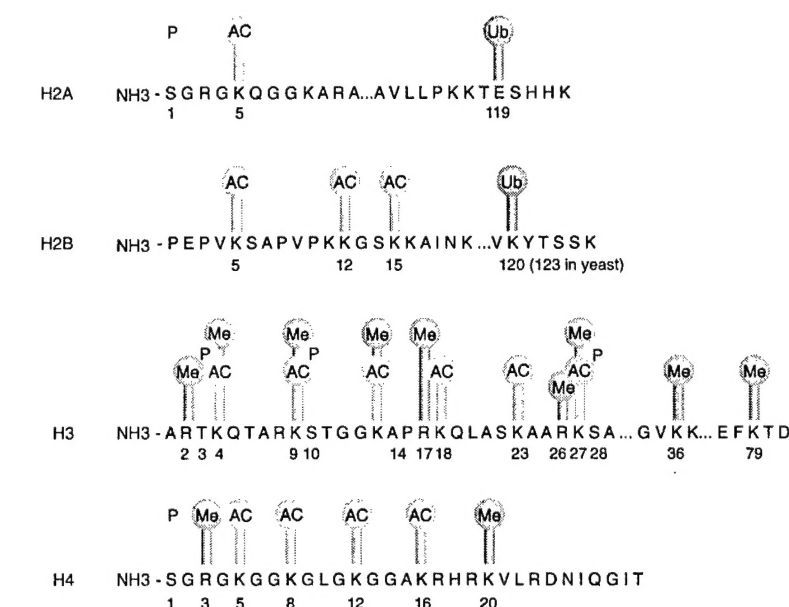 P AC Ub
H2A NH3 - S G R G K Q G G K A R A...A V L L P K K T E S H H K
1 5 119
AC AC AC Ub
H2B NH3 - P E P V K S A P V P K K G S K K A I N K ...V K Y T S S K
5 12 15 120 (123 in yeast)
Me Me Me Me Me
P P P
Me AC AC AC AC AC AC Me Me
Me
H3 NH3 - A R T K Q T A R K S T G G K A P R K Q L A S K A A R K S A ... G V K K... E F K T D
2 3 4 9 10 14 17 18 23 26 27 28 36 79
P Me AC AC AC AC Me
H4 NH3 - S G R G K G G K G L G K G G A K R H R K V L R D N I Q G I T
1 3 5 8 12 16 20